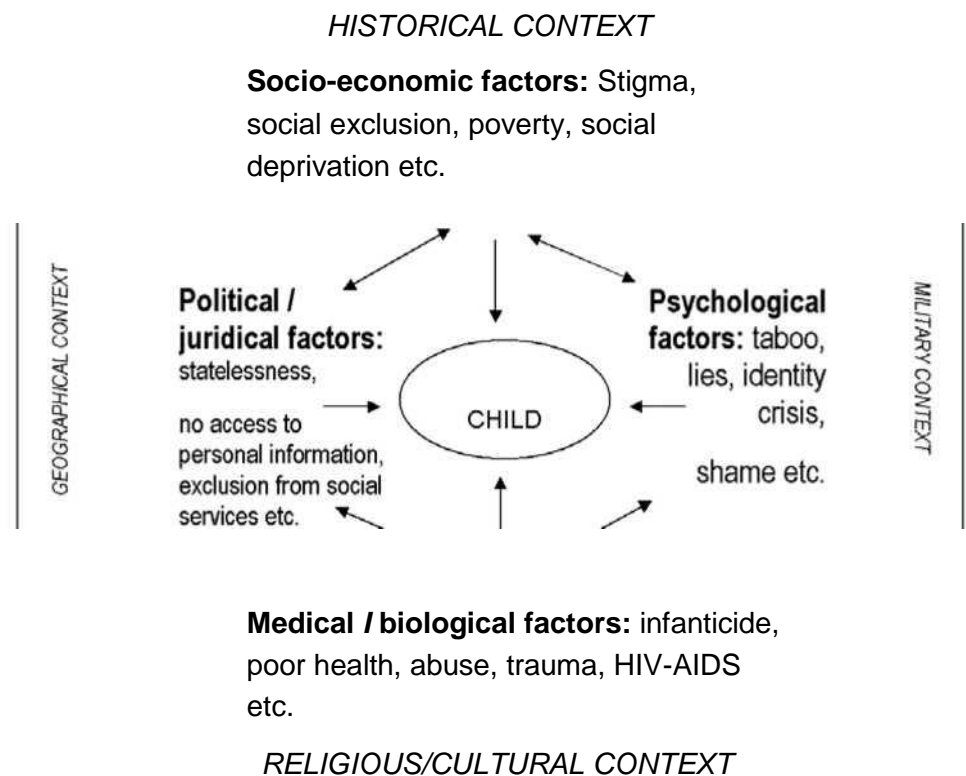 HISTORICAL CONTEXT
Socio-economic factors: Stigma,
social exclusion, poverty, social
deprivation etc.
GEOGRAPHICAL CONTEXT
Political /
juridical factors:
statelessness,
no access to
personal information,
exclusion from social
services etc.
CHILD
Psychological
factors: taboo,
lies, identity
crisis,
shame etc.
MILITARY CONTEXT
Medical / biological factors: infanticide,
poor health, abuse, trauma, HIV-AIDS
etc.
RELIGIOUS/CULTURAL CONTEXT